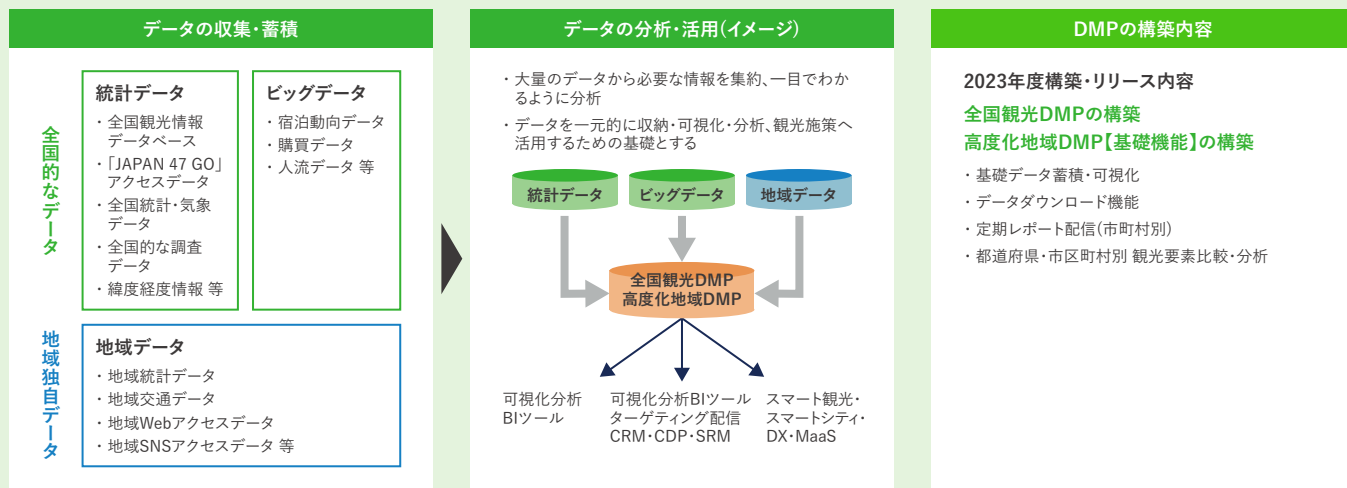 データの収集・蓄積
全国的なデータ
統計データ
・全国観光情報
データベース
・「JAPAN 47 GO」
アクセスデータ
・全国統計・気象
データ
・全国的な調査
データ
・緯度経度情報 等
ビッグデータ
・宿泊動向データ
・購買データ
・人流データ 等
地域独自データ
地域データ
・地域統計データ
・地域交通データ
・地域Webアクセスデータ
・地域SNSアクセスデータ 等
データの分析・活用(イメージ)
・大量のデータから必要な情報を集約、一目でわか
るように分析
・データを一元的に収納・可視化・分析、観光施策へ
活用するための基礎とする
統計データ
ビッグデータ
地域データ
全国観光DMP
高度化地域DMP
可視化分析
BIツール
可視化分析BIツール
ターゲティング配信
CRM・CDP・SRM
スマート観光・
スマートシティ・
DX・MaaS
DMPの構築内容
2023年度構築・リリース内容
全国観光DMPの構築
高度化地域DMP【基礎機能】の構築
・基礎データ蓄積・可視化
・データダウンロード機能
・定期レポート配信(市町村別)
・都道府県・市区町村別 観光要素比較・分析